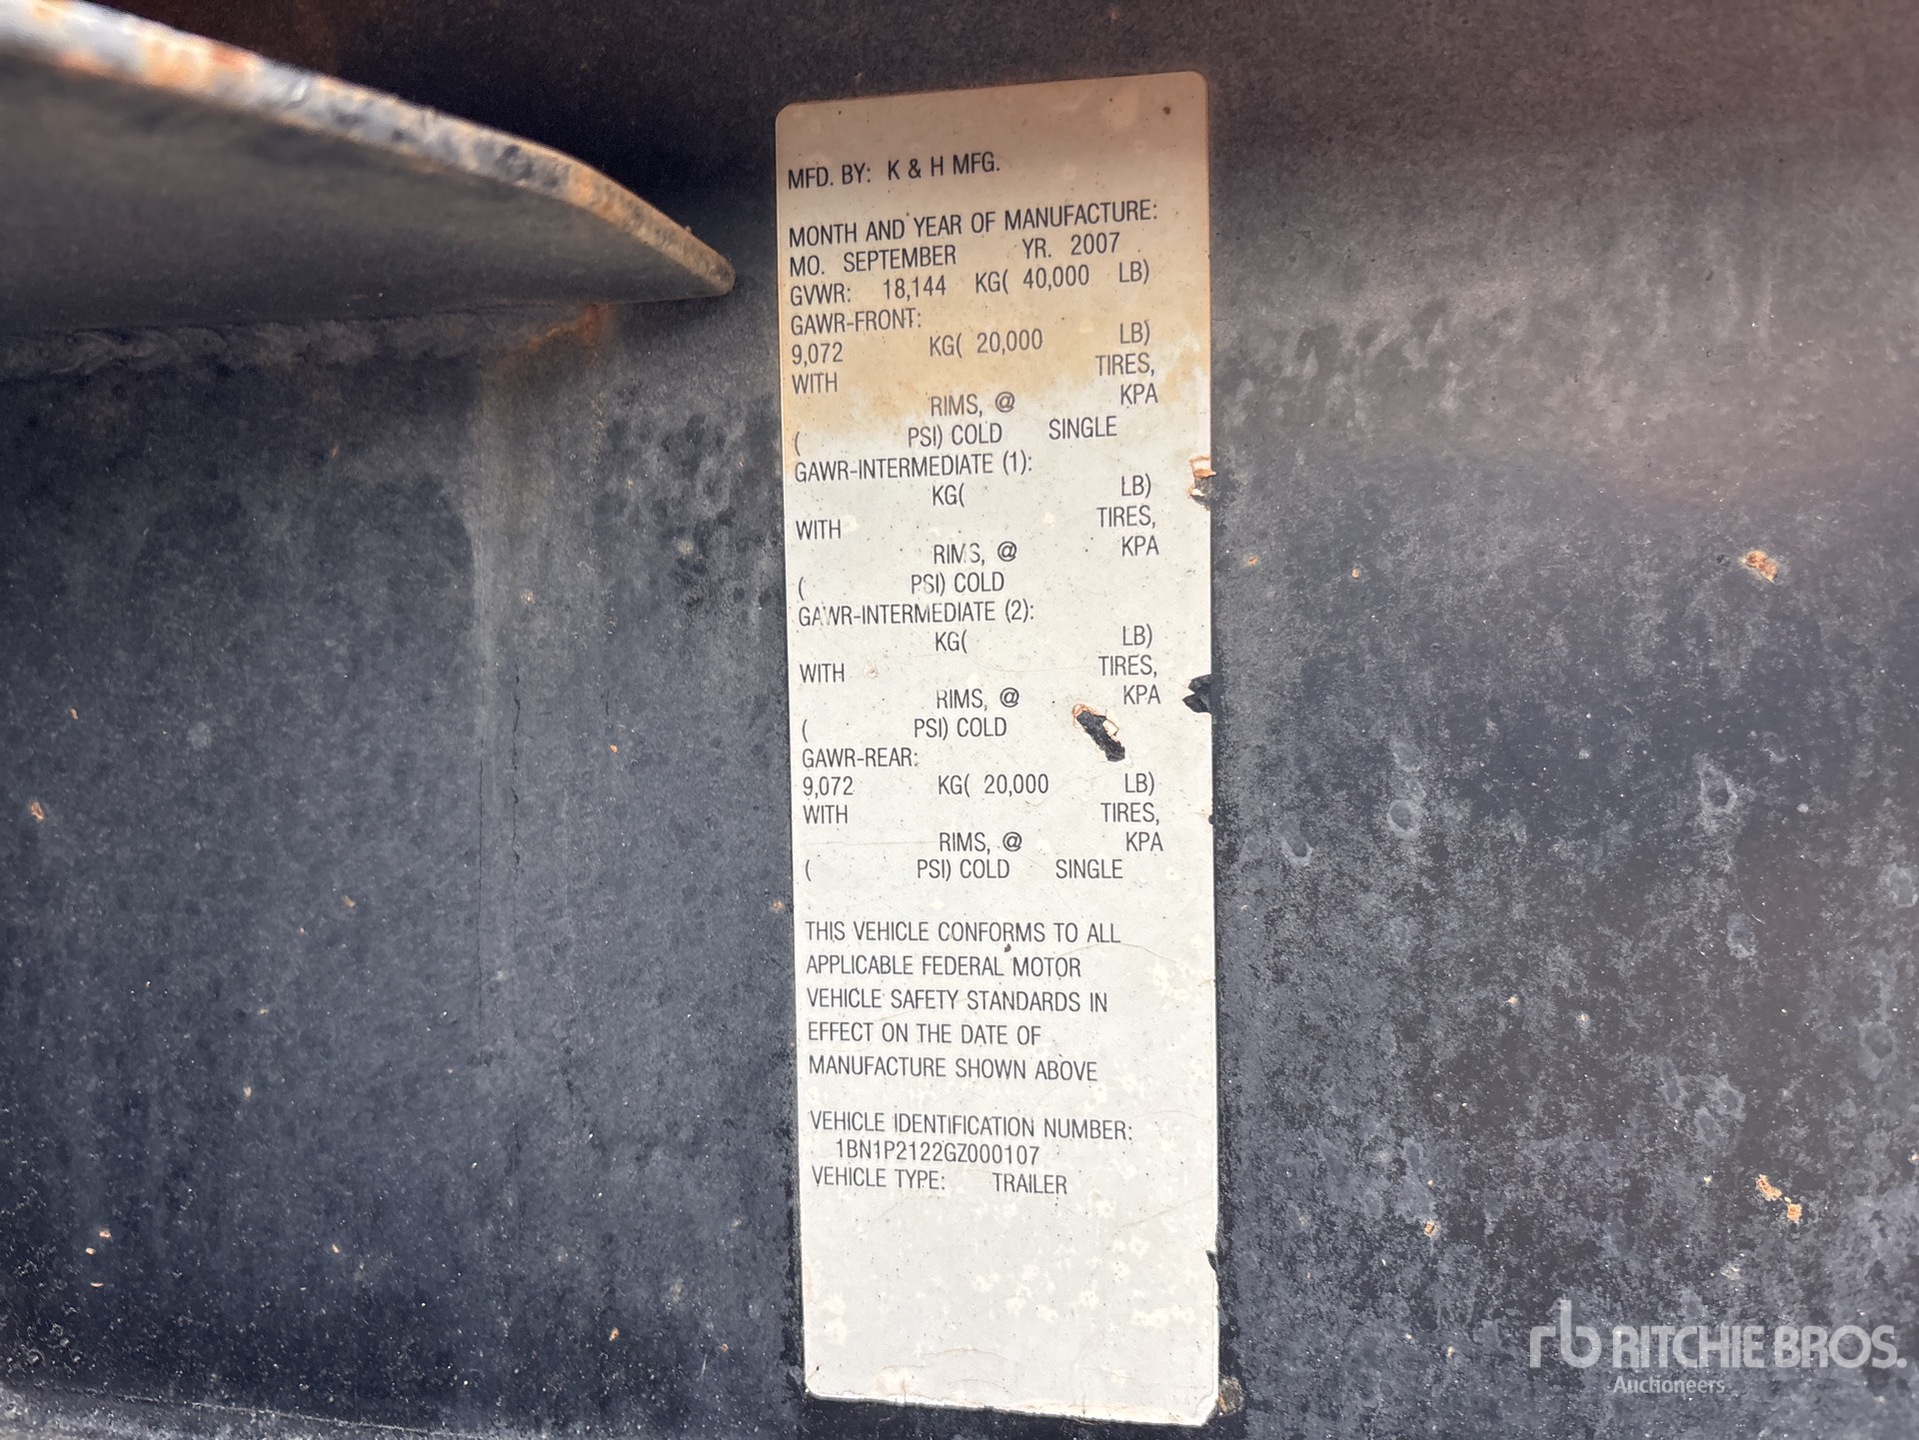 MFD. BY: K & H MFG.
MONTH AND YEAR OF MANUFACTURE:
MO. SEPTEMBER YR. 2007
GVWR: 18,144 KG( 40,000 LB)
GAWR-FRONT:
9,072 KG( 20,000 LB)
WITH TIRES,
RIMS, @ KPA
( PSI) COLD SINGLE
GAWR-INTERMEDIATE (1):
KG( LB)
WITH TIRES,
RIMS, @ KPA
( PSI) COLD
GAWR-INTERMEDIATE (2):
KG( LB)
WITH TIRES,
RIMS, @ KPA
( PSI) COLD
GAWR-REAR:
9,072 KG( 20,000 LB)
WITH TIRES,
RIMS, @ KPA
( PSI) COLD SINGLE
THIS VEHICLE CONFORMS TO ALL
APPLICABLE FEDERAL MOTOR
VEHICLE SAFETY STANDARDS IN
EFFECT ON THE DATE OF
MANUFACTURE SHOWN ABOVE
VEHICLE IDENTIFICATION NUMBER:
1BN1P2122GZ000107
VEHICLE TYPE: TRAILER
rb RITCHIE BROS.
Auctioneers